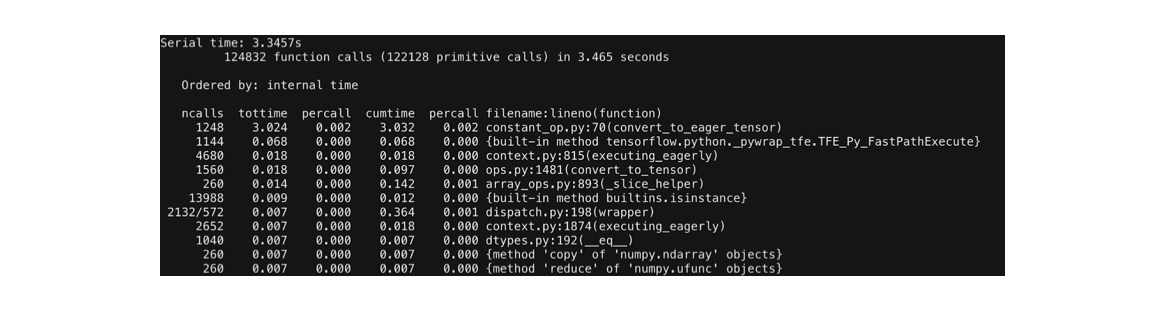 Serial time: 3.3457s
124832 function calls (122128 primitive calls) in 3.465 seconds
Ordered by: internal time
ncalls tottime percall cumtime percall filename:lineno(function)
1248 3.024 0.002 3.032 0.002 constant_op.py:70(convert_to_eager_tensor)
1144 0.068 0.000 0.068 0.000 {built-in method tensorflow.python._pywrap_tfe.TFE_Py_FastPathExecute}
4680 0.018 0.000 0.018 0.000 context.py:815(executing_eagerly)
1560 0.018 0.000 0.097 0.000 ops.py:1481(convert_to_tensor)
260 0.014 0.000 0.142 0.001 array_ops.py:893(_slice_helper)
13988 0.009 0.000 0.012 0.000 {built-in method builtins.isinstance}
2132/572 0.007 0.000 0.364 0.001 dispatch.py:198(wrapper)
2652 0.007 0.000 0.018 0.000 context.py:1874(executing_eagerly)
1040 0.007 0.000 0.007 0.000 dtypes.py:192(__eq__)
260 0.007 0.000 0.007 0.000 {method 'copy' of 'numpy.ndarray' objects}
260 0.007 0.000 0.007 0.000 {method 'reduce' of 'numpy.ufunc' objects}